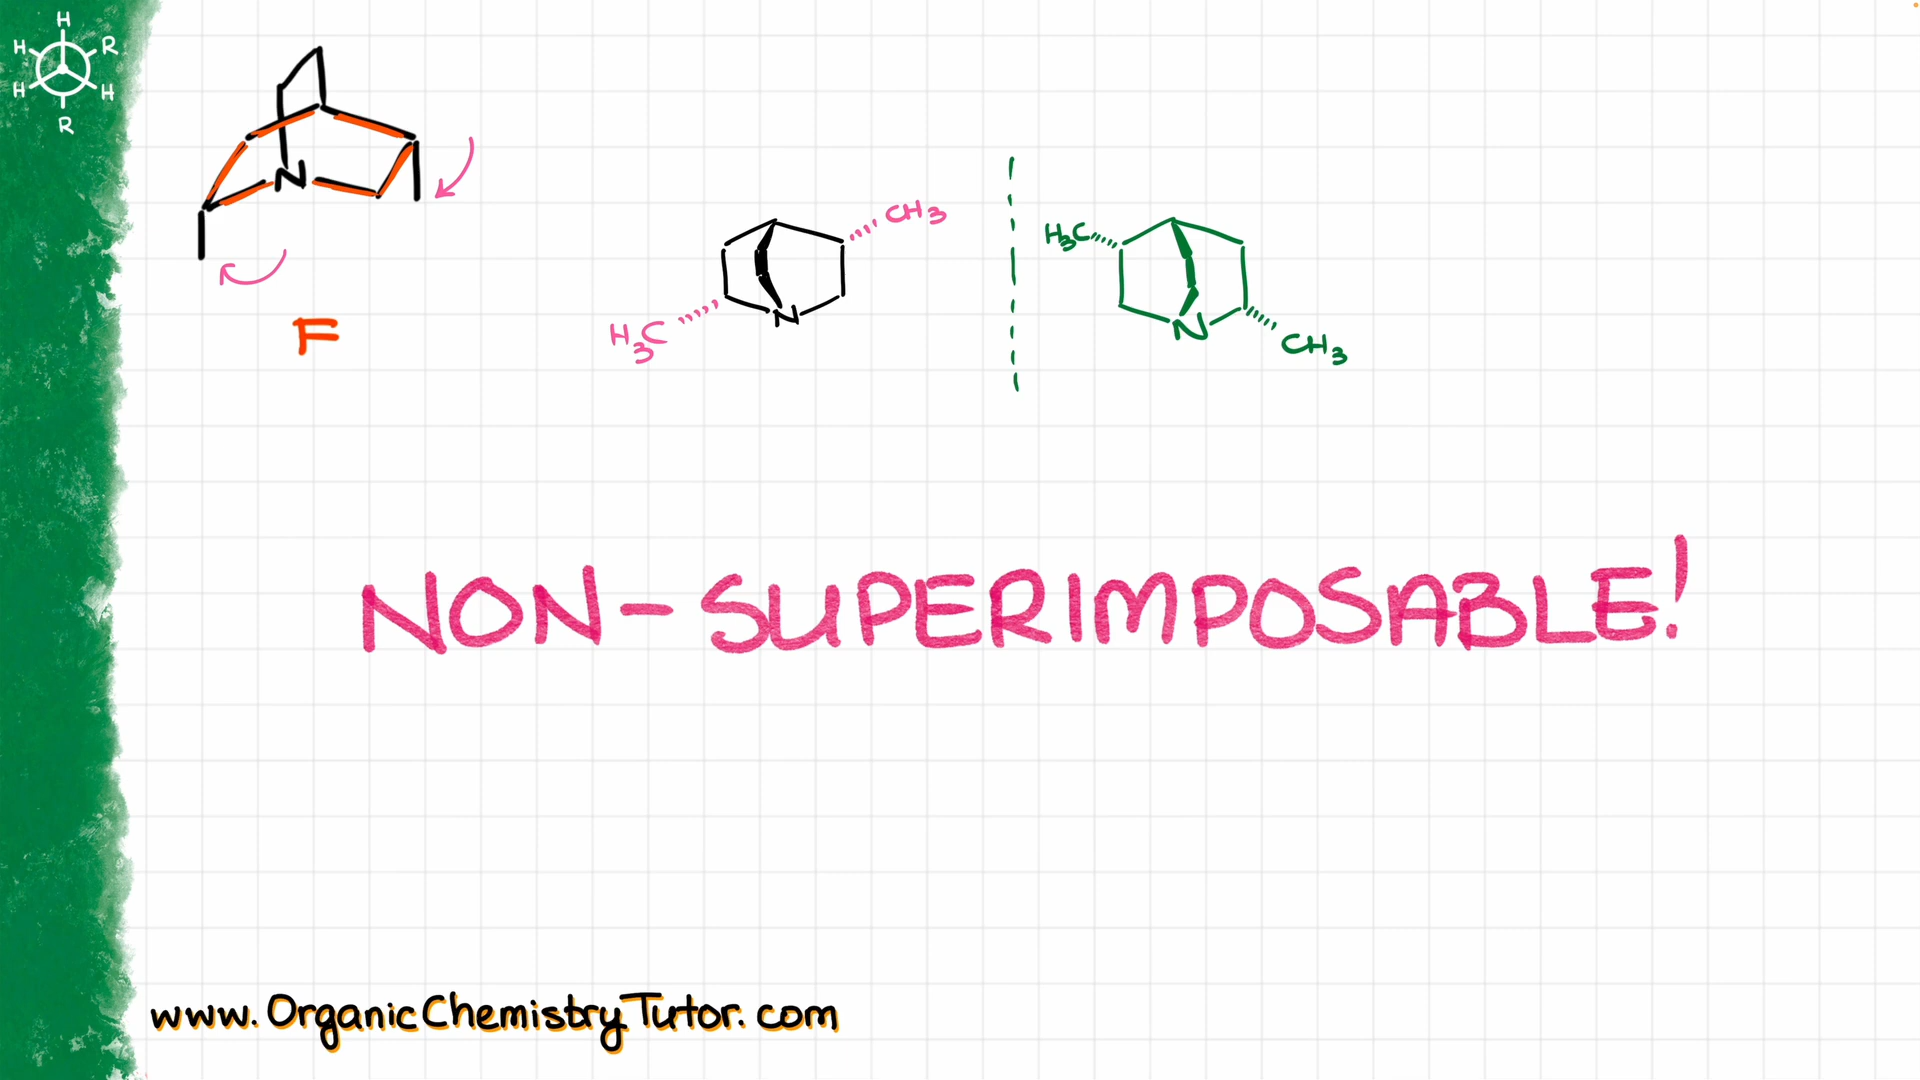 H
H R
H H
R
N
F
CH3
H3C
N
H3C
N
CH3
NON-SUPERIMPOSABLE!
www.OrganicChemistryTutor.com